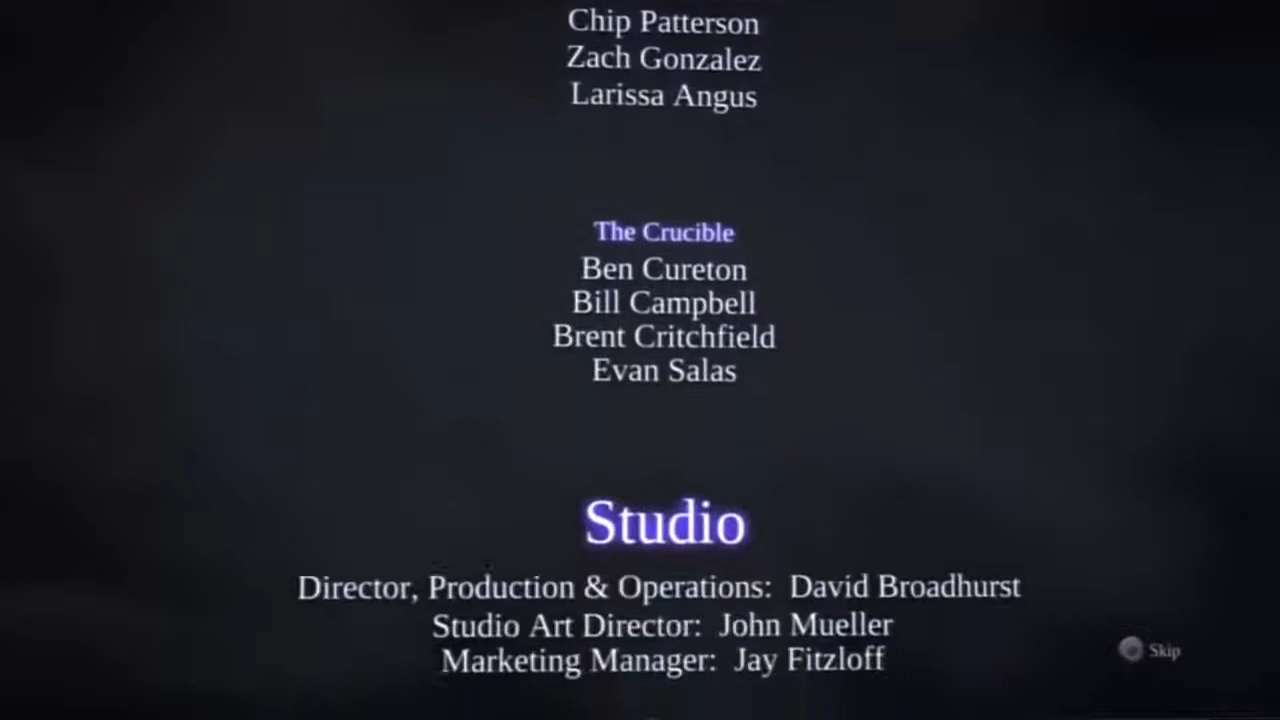 Chip Patterson
Zach Gonzalez
Larissa Angus
The Crucible
Ben Cureton
Bill Campbell
Brent Critchfield
Evan Salas
Studio
Director, Production & Operations: David Broadhurst
Studio Art Director: John Mueller
Marketing Manager: Jay Fitzloff
Skip